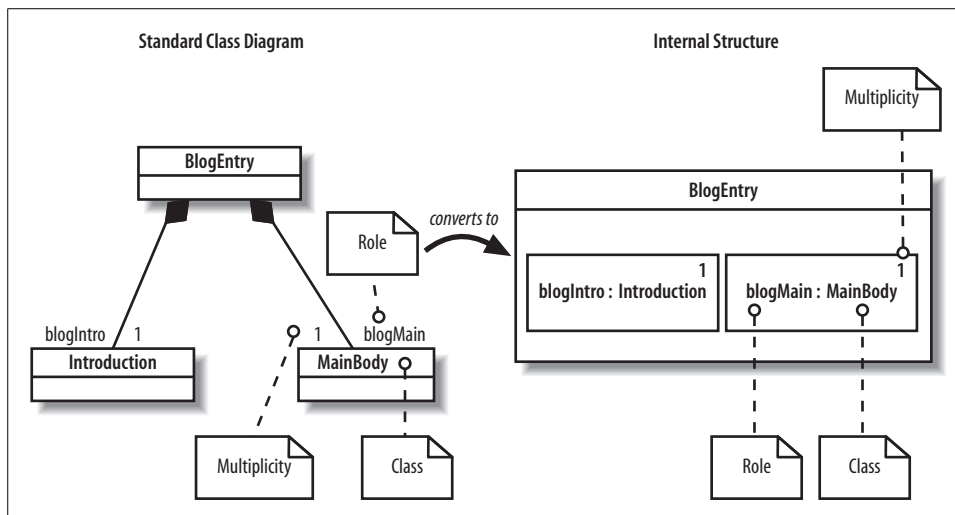 Standard Class Diagram
Internal Structure
Multiplicity
BlogEntry
BlogEntry
Role
converts to
1
1
blogIntro : Introduction
blogMain : MainBody
blogIntro
1
1
blogMain
Introduction
MainBody
Multiplicity
Class
Role
Class